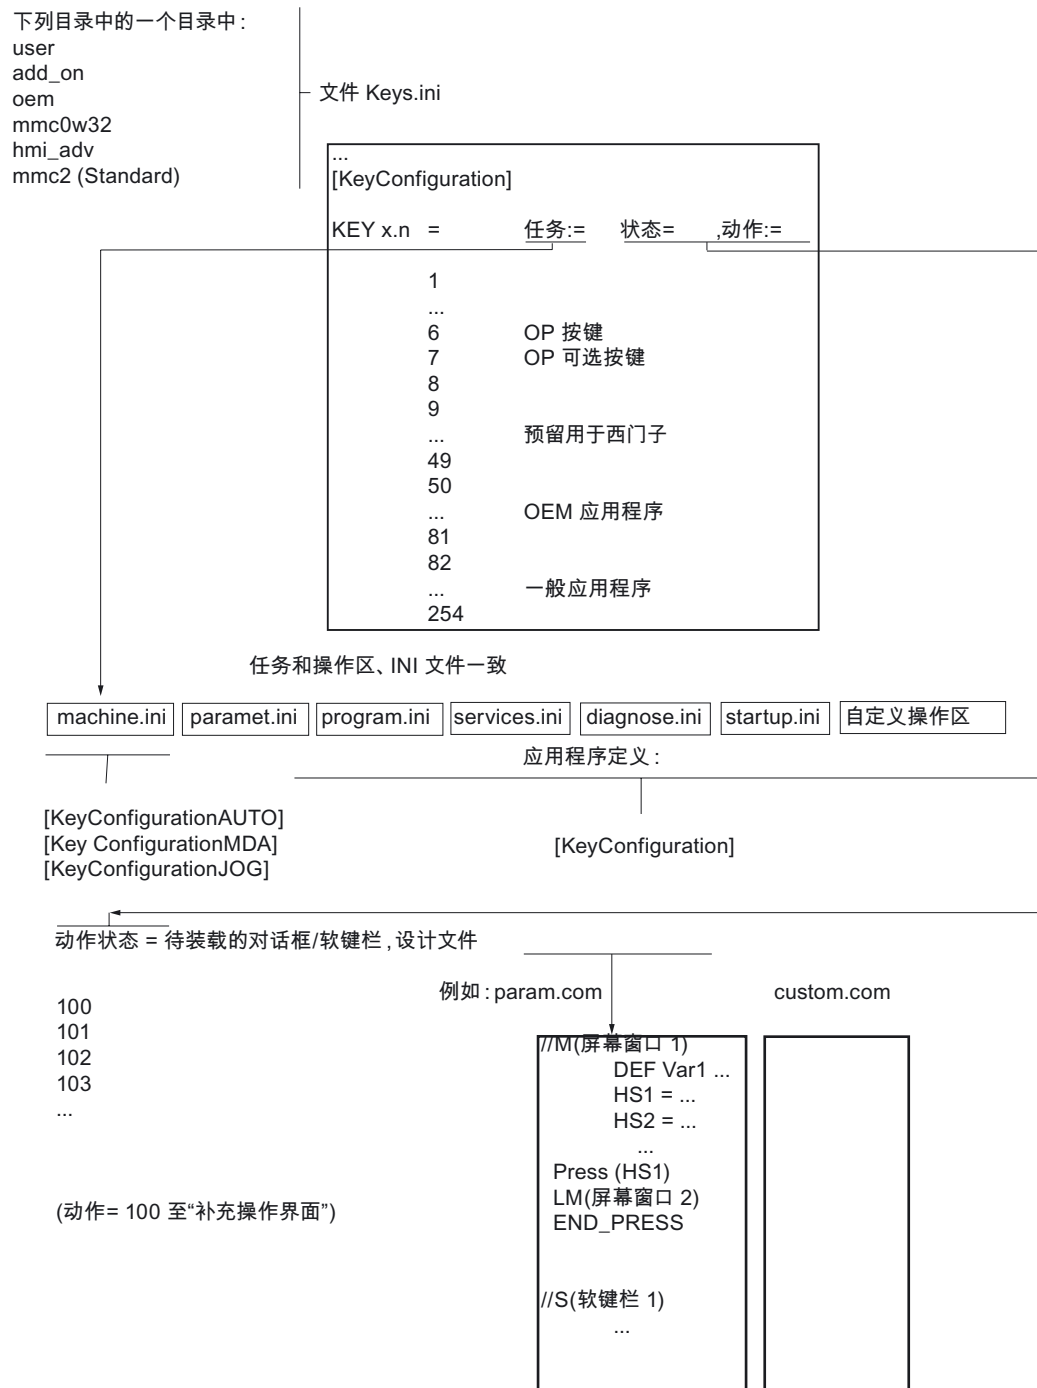 下列目录中的一个目录中:
user
add_on
oem
mmc0w32
hmi_adv
mmc2 (Standard)
文件 Keys.ini
...
[KeyConfiguration]
KEY x.n = 任务:= 状态= ,动作:=
1
...
6 OP 按键
7 OP 可选按键
8
9
... 预留用于西门子
49
50
... OEM 应用程序
81
82
... 一般应用程序
254
任务和操作区、INI 文件一致
machine.ini paramet.ini program.ini services.ini diagnose.ini startup.ini 自定义操作区
应用程序定义:
[KeyConfigurationAUTO]
[Key ConfigurationMDA]
[KeyConfigurationJOG]
[KeyConfiguration]
动作状态 = 待装载的对话框/软键栏,设计文件
例如:param.com custom.com
100
101
102
103
...
(动作= 100 至“补充操作界面”)
//M(屏幕窗口 1)
DEF Var1 ...
HS1 = ...
HS2 = ...
...
Press (HS1)
LM(屏幕窗口 2)
END_PRESS
//S(软键栏 1)
...